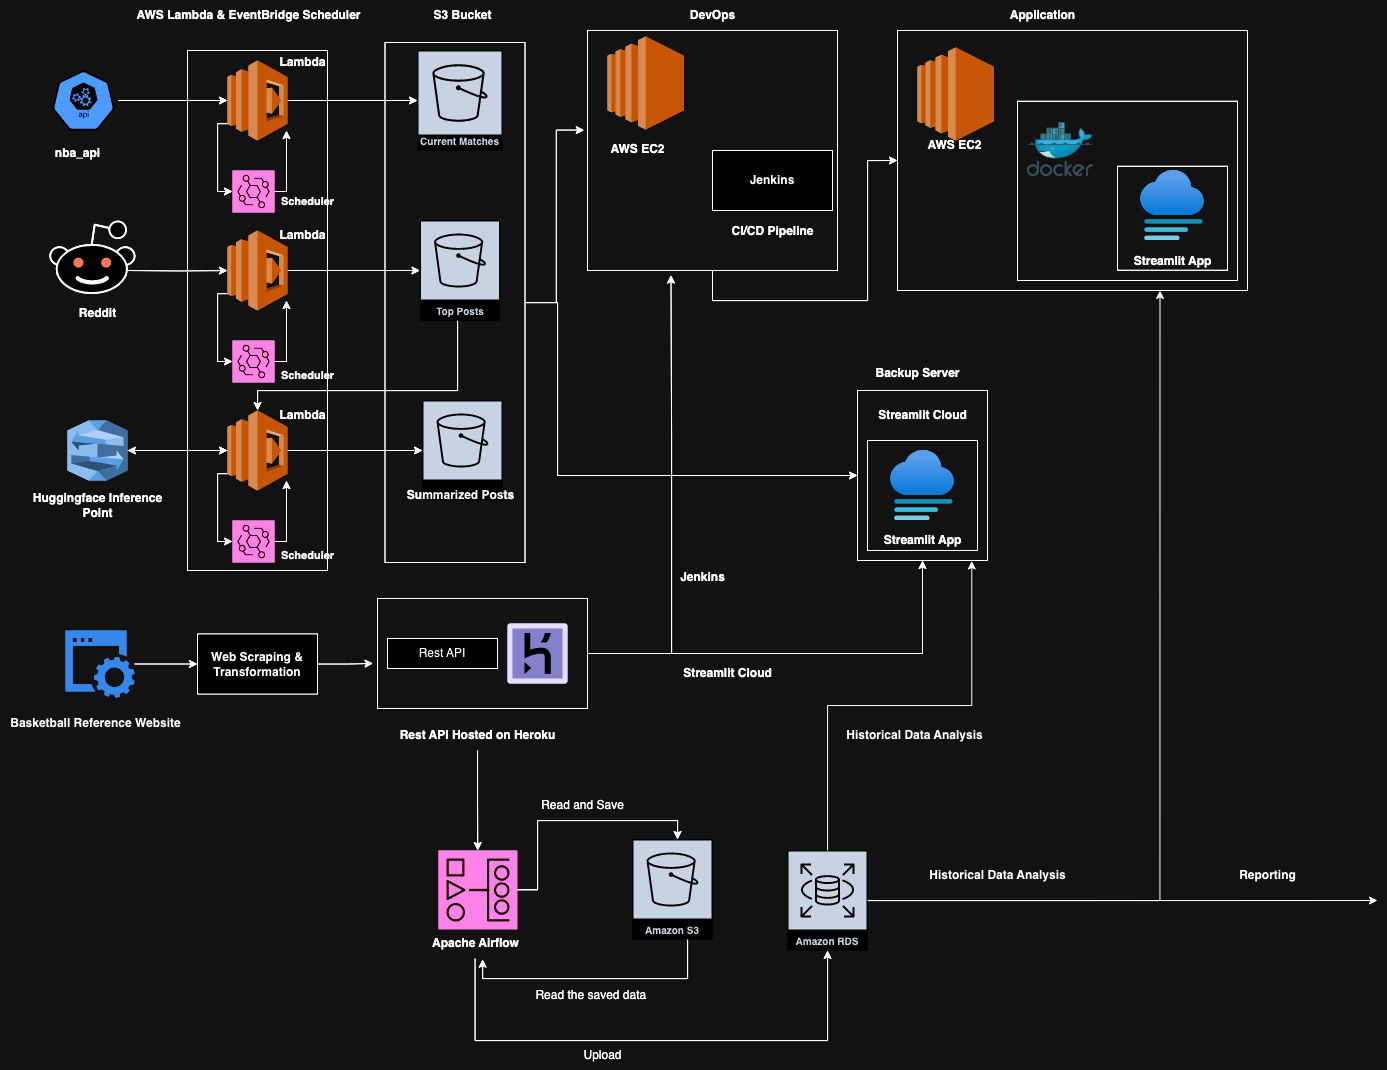 AWS Lambda & EventBridge Scheduler
S3 Bucket
DevOps
Application
Lambda
api
nba_api
Scheduler
Current Matches
AWS EC2
Jenkins
CI/CD Pipeline
AWS EC2
docker
Streamlit App
Lambda
Reddit
Scheduler
Top Posts
Lambda
Huggingface Inference
Point
Scheduler
Summarized Posts
Backup Server
Streamlit Cloud
Streamlit App
Jenkins
Basketball Reference Website
Web Scraping &
Transformation
Rest API
Rest API Hosted on Heroku
Streamlit Cloud
Historical Data Analysis
Read and Save
Apache Airflow
Amazon S3
Read the saved data
Amazon RDS
Historical Data Analysis
Reporting
Upload